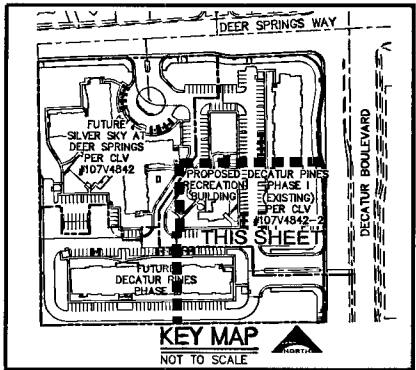 DEER SPRINGS WAY
DECATUR BOULEVARD
FUTURE
SILVER SKY AT
DEER SPRINGS
PER CLV
#107V4842
PROPOSED
RECREATION
BUILDING
DECATUR PINES
PHASE I
(EXISTING)
PER CLV
#107V4842-2
THIS SHEET
FUTURE
DECATUR PINES
PHASE
KEY MAP
NOT TO SCALE
NORTH